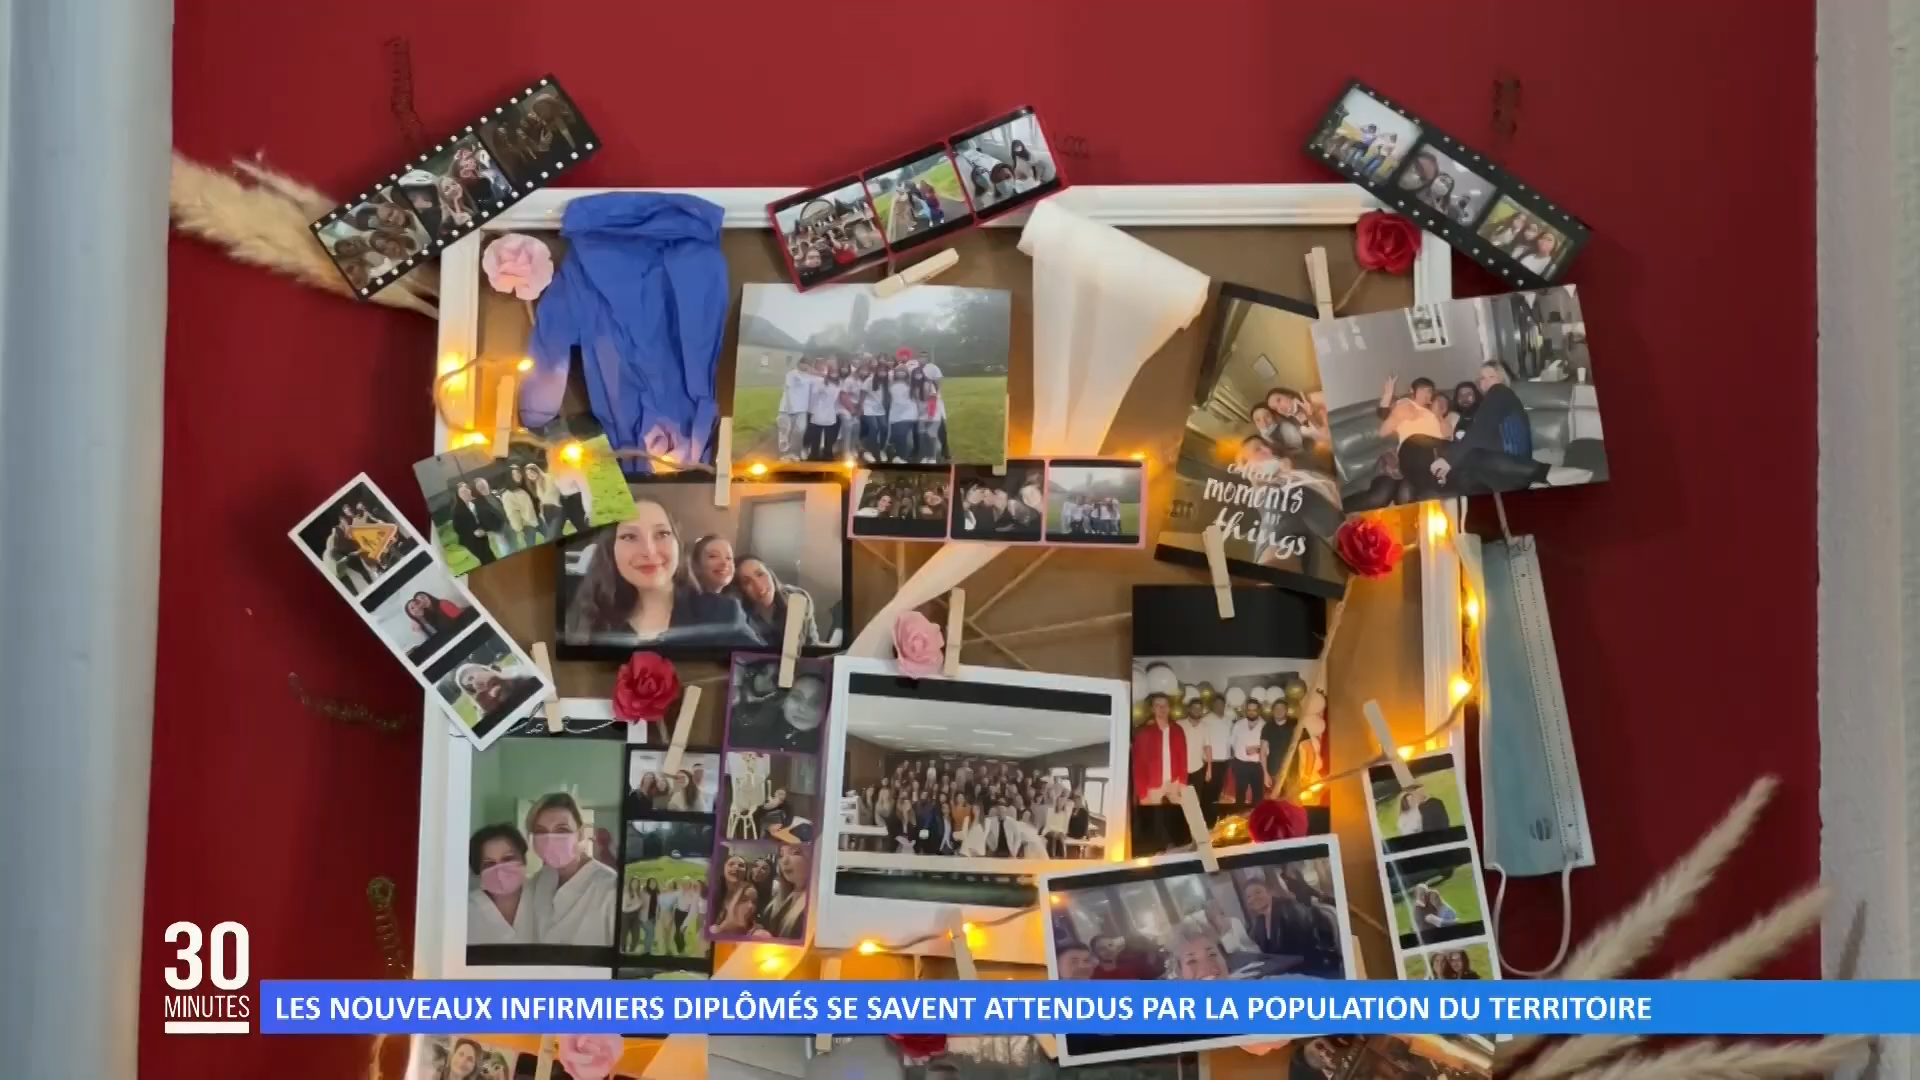 moments
things
30
MINUTES
LES NOUVEAUX INFIRMIERS DIPLÔMÉS SE SAVENT ATTENDUS PAR LA POPULATION DU TERRITOIRE